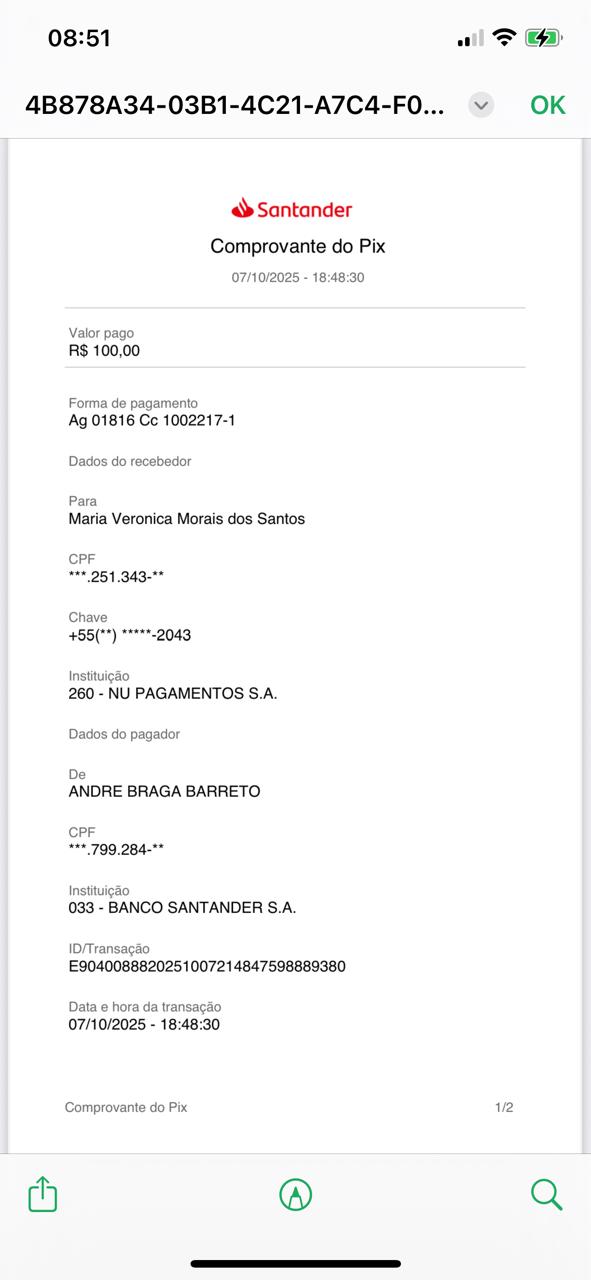 08:51
4B878A34-03B1-4C21-A7C4-F0...
OK
Santander
Comprovante do Pix
07/10/2025 - 18:48:30
Valor pago
R$ 100,00
Forma de pagamento
Ag 01816 Cc 1002217-1
Dados do recebedor
Para
Maria Veronica Morais dos Santos
CPF
***.251.343-**
Chave
+55(**) *****-2043
Instituição
260 - NU PAGAMENTOS S.A.
Dados do pagador
De
ANDRE BRAGA BARRETO
CPF
***.799.284-**
Instituição
033 - BANCO SANTANDER S.A.
ID/Transação
E9040088820251007214847598889380
Data e hora da transação
07/10/2025 - 18:48:30
Comprovante do Pix
1/2